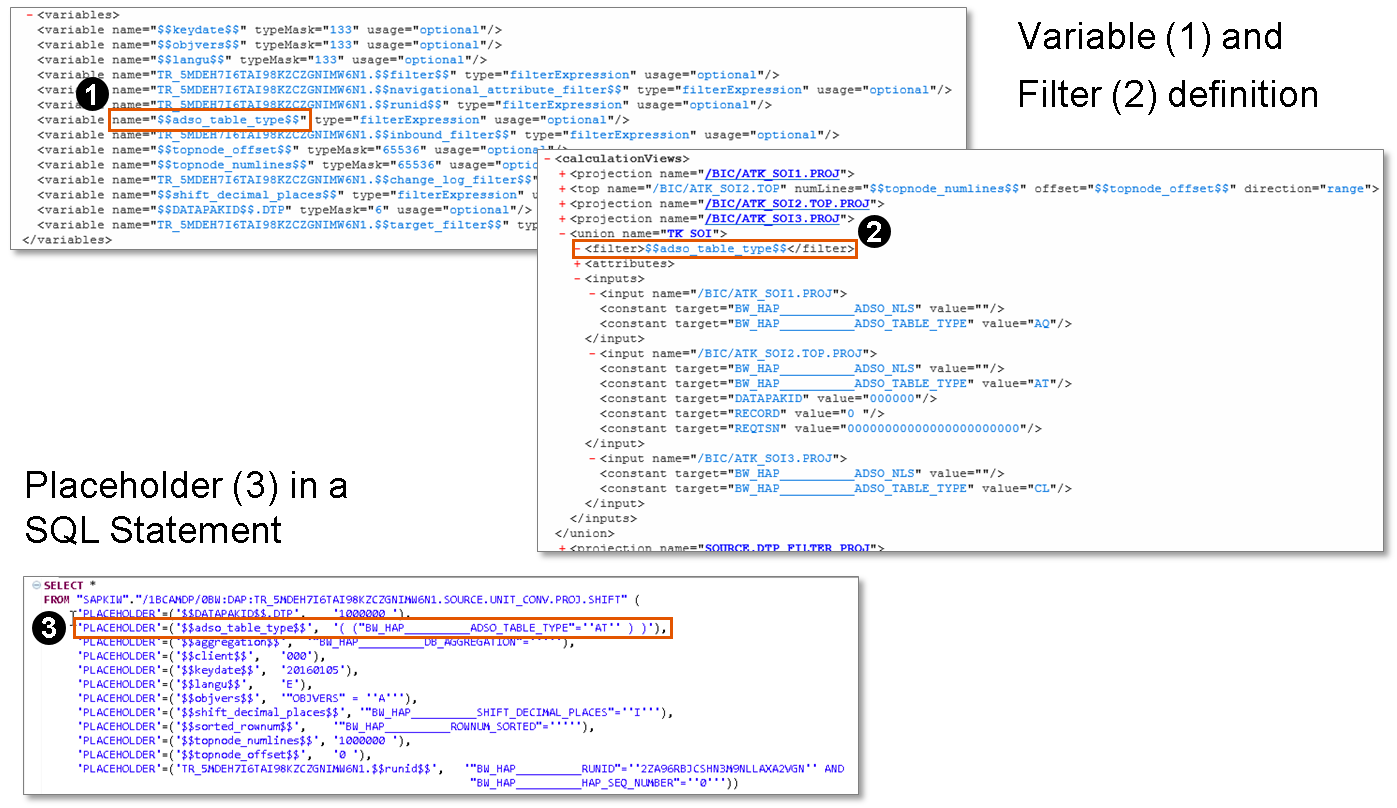 - <variables>
<variable name="$$keydate$$" typeMask="133" usage="optional"/>
<variable name="$$objvers$$" typeMask="133" usage="optional"/>
<variable name="$$langu$$" typeMask="133" usage="optional"/>
<variable name="TR_5MDEH7I6TAI98KZCZGNIMW6N1.$$filter$$" type="filterExpression" usage="optional"/>
<variable name="TR_5MDEH7I6TAI98KZCZGNIMW6N1.$$navigational_attribute_filter$$" type="filterExpression" usage="optional"/>
1
<variable name="TR_5MDEH7I6TAI98KZCZGNIMW6N1.$$runid$$" type="filterExpression" usage="optional"/>
<variable name="$$adso_table_type$$" type="filterExpression" usage="optional"/>
<variable name="TR_5MDEH7I6TAI98KZCZGNIMW6N1.$$inbound_filter$$" type="filterExpression" usage="optional"/>
<variable name="$$topnode_offset$$" typeMask="65536" usage="optional"
<variable name="$$topnode_numlines$$" typeMask="65536" usage="optio
<variable name="TR_5MDEH7I6TAI98KZCZGNIMW6N1.$$change_log_filter$$"
<variable name="$$shift_decimal_places$$" type="filterExpression" us
<variable name="$$DATAPAKID$$.DTP" typeMask="6" usage="optional"/>
<variable name="TR_5MDEH7I6TAI98KZCZGNIMW6N1.$$target_filter$$" typ
</variables>
Variable (1) and
Filter (2) definition
- <calculationViews>
+ <projection name="/BIC/ATK_SOI1.PROJ">
+ <top name="/BIC/ATK_SOI2.TOP" numLines="$$topnode_numlines$$" offset="$$topnode_offset$$" direction="range">
+ <projection name="/BIC/ATK_SOI2.TOP.PROJ">
+ <projection name="/BIC/ATK_SOI3.PROJ">
- <union name="TK_SOI">
2
- <filter>$$adso_table_type$$</filter>
+ <attributes>
- <inputs>
- <input name="/BIC/ATK_SOI1.PROJ">
<constant target="BW_HAP__________ADSO_NLS" value=""/>
<constant target="BW_HAP__________ADSO_TABLE_TYPE" value="AQ"/>
</input>
- <input name="/BIC/ATK_SOI2.TOP.PROJ">
<constant target="BW_HAP__________ADSO_NLS" value=""/>
<constant target="BW_HAP__________ADSO_TABLE_TYPE" value="AT"/>
<constant target="DATAPAKID" value="000000"/>
<constant target="RECORD" value="0 "/>
<constant target="REQTSN" value="00000000000000000000000"/>
</input>
- <input name="/BIC/ATK_SOI3.PROJ">
<constant target="BW_HAP__________ADSO_NLS" value=""/>
<constant target="BW_HAP__________ADSO_TABLE_TYPE" value="CL"/>
</input>
</inputs>
</union>
+ <projection name="SOURCE.DTP_FILTER_PROJ">
Placeholder (3) in a
SQL Statement
SELECT *
FROM "SAPKIW"."/1BCAMDP/0BW:DAP:TR_5MDEH7I6TAI98KZCZGNIMW6N1.SOURCE.UNIT_CONV.PROJ.SHIFT" (
'PLACEHOLDER'=('$$DATAPAKID$$.DTP', '1000000 '),
3
'PLACEHOLDER'=('$$adso_table_type$$', '( ("BW_HAP__________ADSO_TABLE_TYPE"=''AT'' ) )'),
'PLACEHOLDER'=('$$aggregation$$', '"BW_HAP__________DB_AGGREGATION"='''''),
'PLACEHOLDER'=('$$client$$', '000'),
'PLACEHOLDER'=('$$keydate$$', '20160105'),
'PLACEHOLDER'=('$$langu$$', 'E'),
'PLACEHOLDER'=('$$objvers$$', '"OBJVERS" = ''A'''),
'PLACEHOLDER'=('$$shift_decimal_places$$', '"BW_HAP__________SHIFT_DECIMAL_PLACES"=''I'''),
'PLACEHOLDER'=('$$sorted_rownum$$', '"BW_HAP__________ROWNUM_SORTED"='''''),
'PLACEHOLDER'=('$$topnode_numlines$$', '1000000 '),
'PLACEHOLDER'=('$$topnode_offset$$', '0 '),
'PLACEHOLDER'=('TR_5MDEH7I6TAI98KZCZGNIMW6N1.$$runid$$', '"BW_HAP__________RUNID"=''2ZA96RBJCSHN3M9NLLAXA2VGN'' AND
"BW_HAP__________HAP_SEQ_NUMBER"=''0'''))